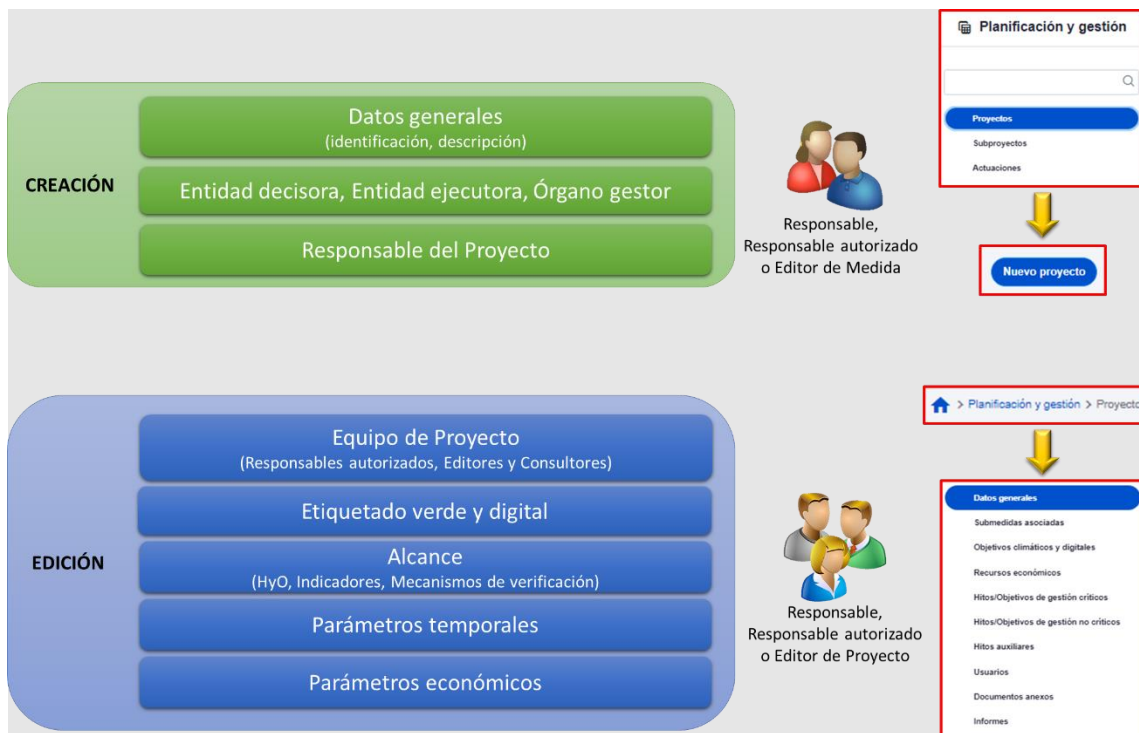 Planificación y gestión
Proyectos
Subproyectos
Actuaciones
CREACIÓN
Datos generales
(identificación, descripción)
Entidad decisora, Entidad ejecutora, Órgano gestor
Responsable del Proyecto
Responsable,
Responsable autorizado
o Editor de Medida
Nuevo proyecto
EDICIÓN
Equipo de Proyecto
(Responsables autorizados, Editores y Consultores)
Etiquetado verde y digital
Alcance
(HyO, Indicadores, Mecanismos de verificación)
Parámetros temporales
Parámetros económicos
Responsable,
Responsable autorizado
o Editor de Proyecto
> Planificación y gestión > Proyecto
Datos generales
Submedidas asociadas
Objetivos climáticos y digitales
Recursos económicos
Hitos/Objetivos de gestión críticos
Hitos/Objetivos de gestión no críticos
Hitos auxiliares
Usuarios
Documentos anexos
Informes